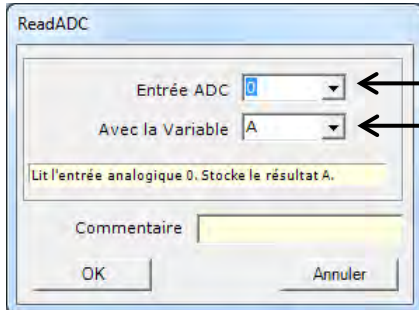 ReadADC
Entrée ADC 0
Avec la Variable A
Lit l'entrée analogique 0. Stocke le résultat A.
Commentaire
OK Annuler